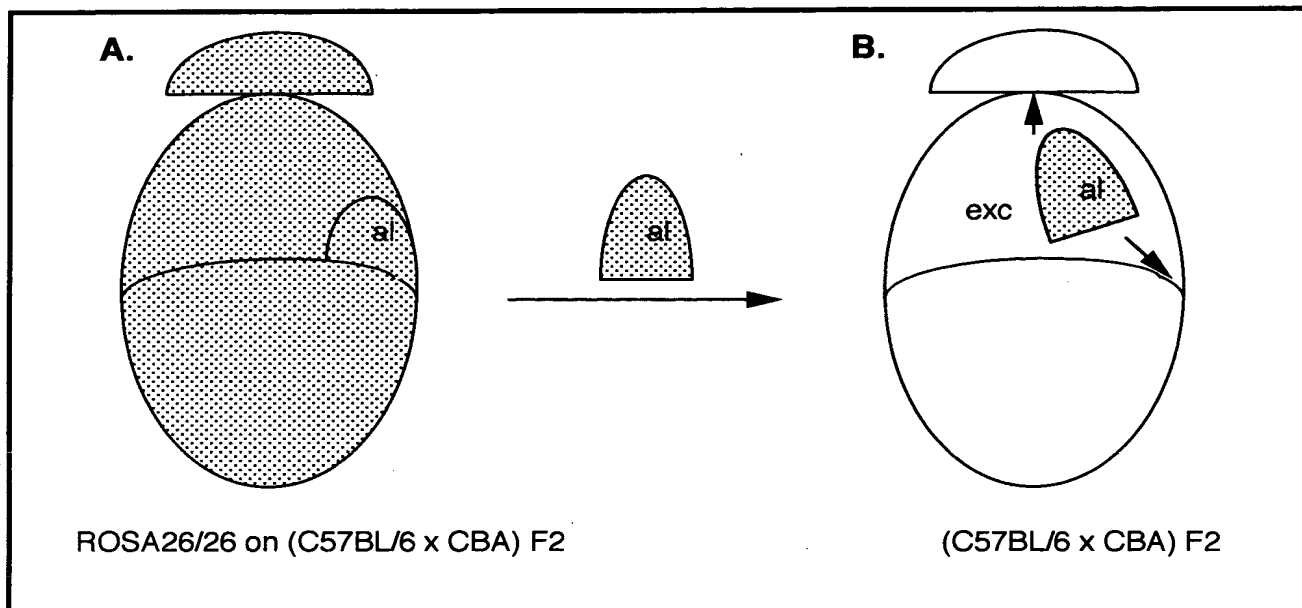 A.
B.
al
al
exc
al
ROSA26/26 on (C57BL/6 x CBA) F2
(C57BL/6 x CBA) F2